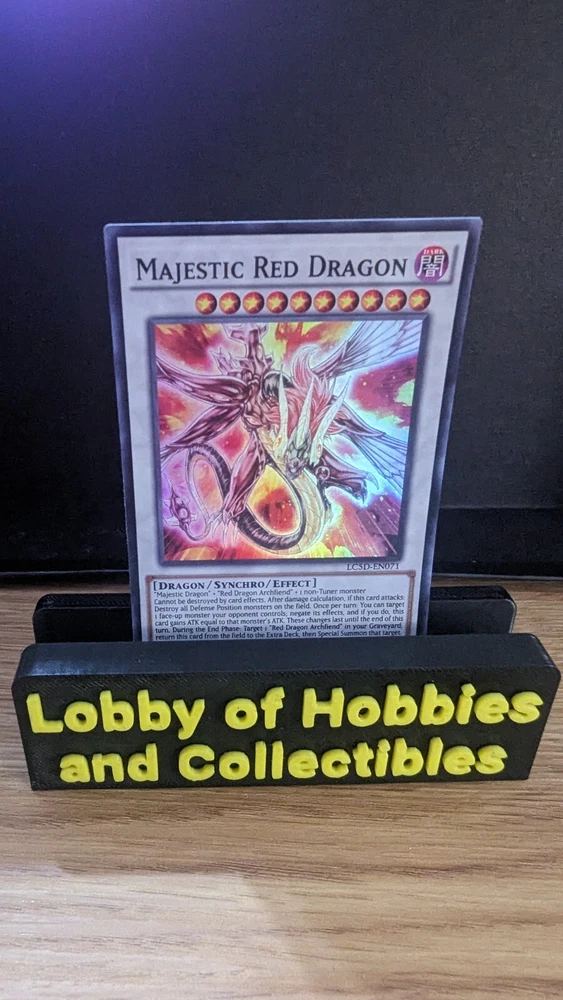 MAJESTIC RED DRAGON
DARK
闇
LC5D-EN071
[DRAGON / SYNCHRO / EFFECT]
"Majestic Dragon" + "Red Dragon Archfiend" + 1 non-Tuner monster
Cannot be destroyed by card effects. After damage calculation, if this card attacks:
Destroy all Defense Position monsters on the field. Once per turn: You can target
1 face-up monster your opponent controls; negate its effects, and if you do, this
card gains ATK equal to that monster's ATK. These changes last until the end of this
turn. During the End Phase: Target 1 "Red Dragon Archfiend" in your Graveyard;
return this card from the field to the Extra Deck, then Special Summon that target
Lobby of Hobbies
and Collectibles